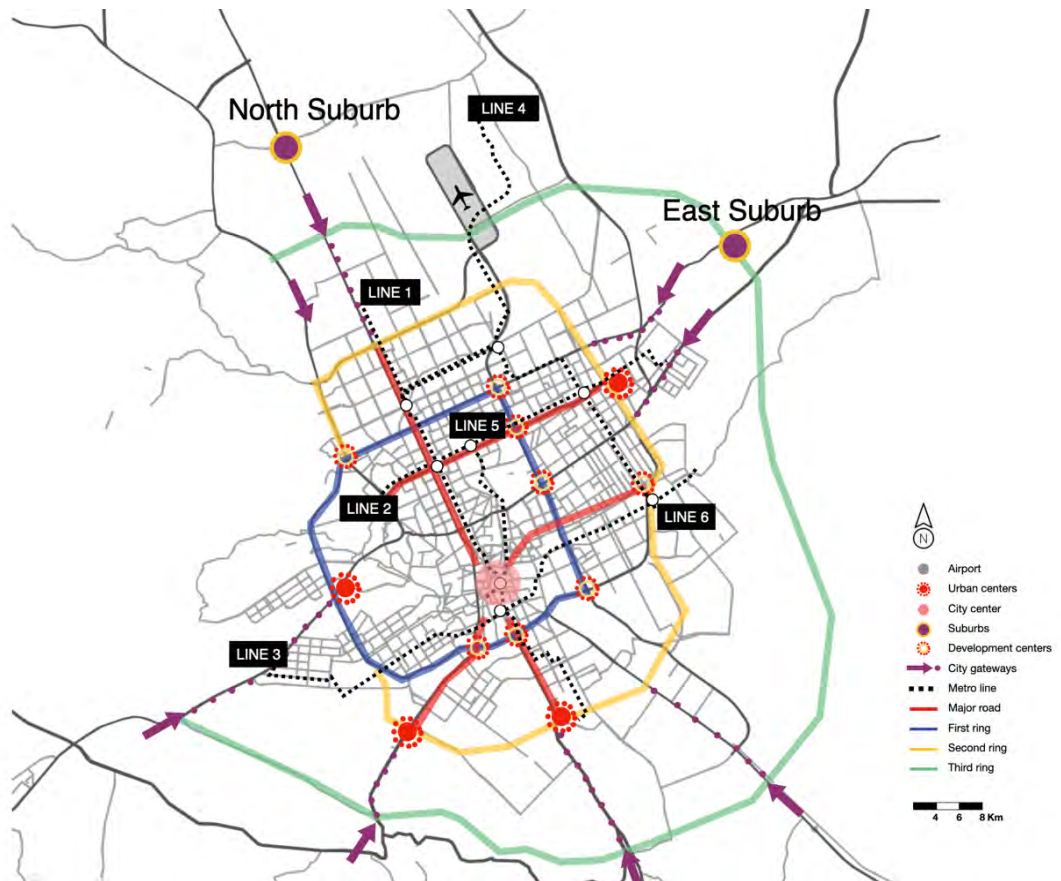 North Suburb
LINE 4
East Suburb
LINE 1
LINE 5
LINE 2
LINE 6
LINE 3
N
Airport
Urban centers
City center
Suburbs
Development centers
City gateways
Metro line
Major road
First ring
Second ring
Third ring
4 6 8 Km